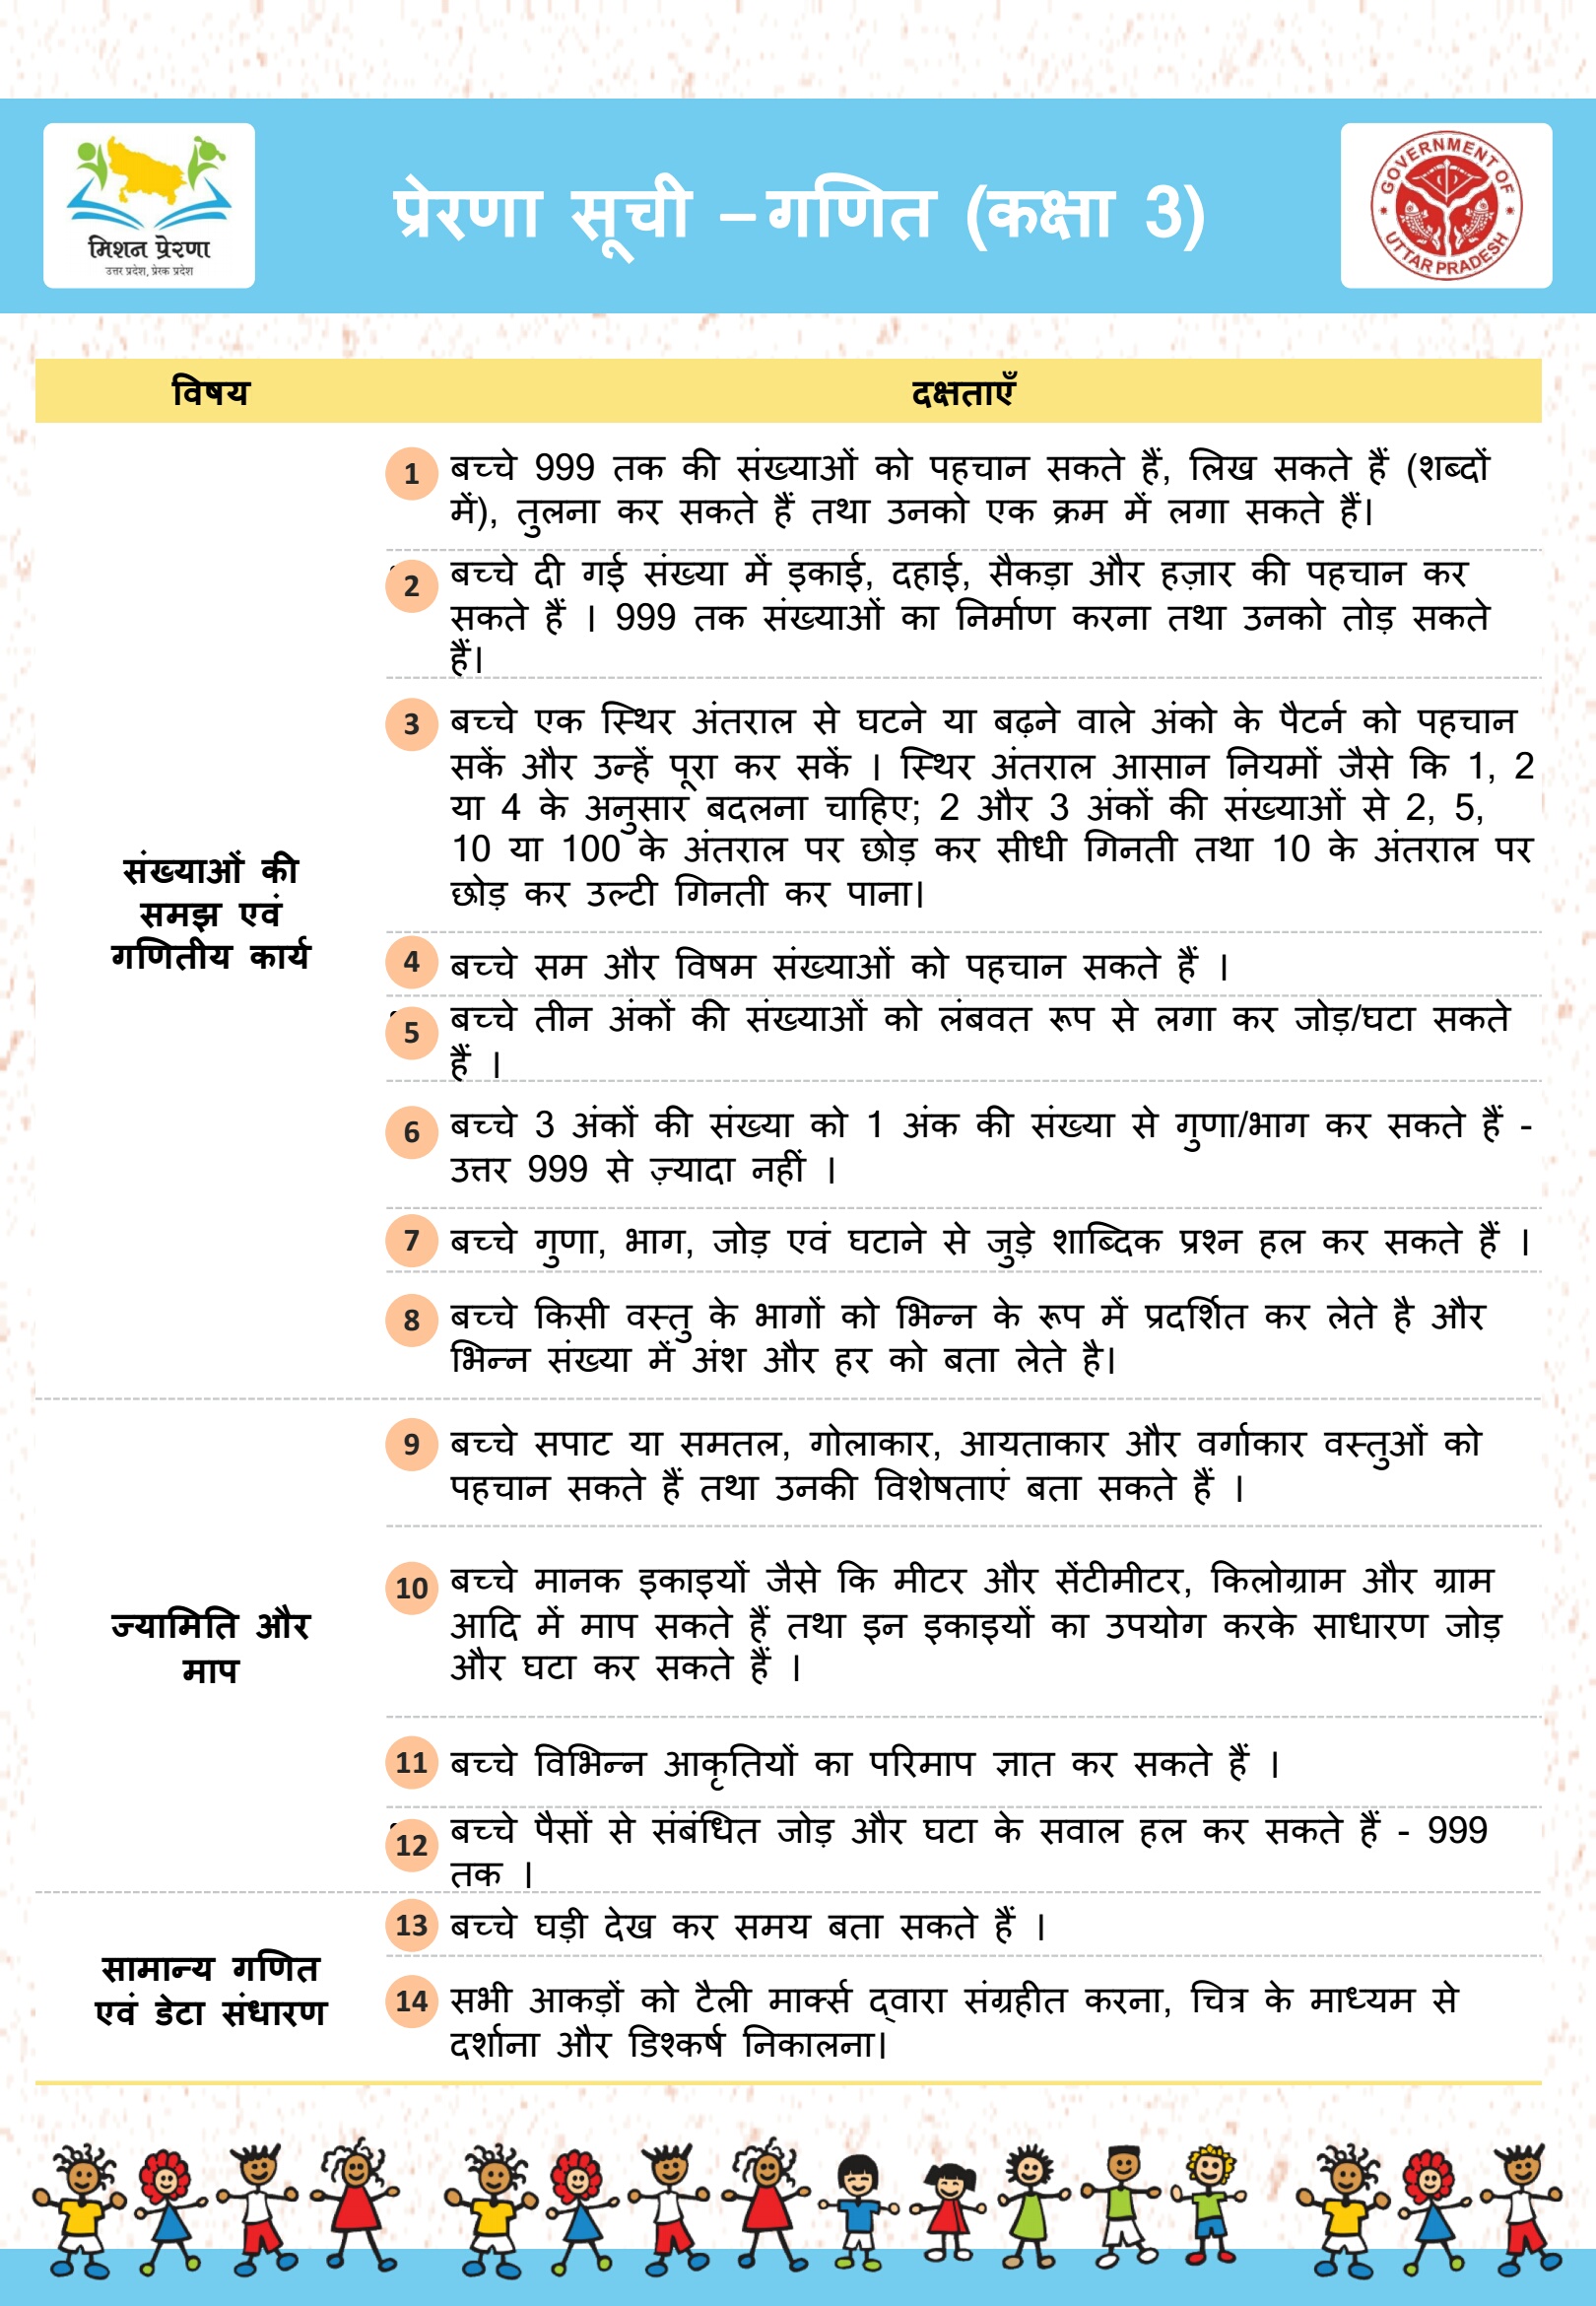 मिशन प्रेरणा
उत्तर प्रदेश, प्रेरक प्रदेश
प्रेरणा सूची – गणित (कक्षा 3)
GOVERNMENT OF
UTTAR PRADESH
विषय
दक्षताएँ
संख्याओं की
समझ एवं
गणितीय कार्य
1 बच्चे 999 तक की संख्याओं को पहचान सकते हैं, लिख सकते हैं (शब्दों
में), तुलना कर सकते हैं तथा उनको एक क्रम में लगा सकते हैं।
2 बच्चे दी गई संख्या में इकाई, दहाई, सैकड़ा और हज़ार की पहचान कर
सकते हैं । 999 तक संख्याओं का निर्माण करना तथा उनको तोड़ सकते
हैं।
3 बच्चे एक स्थिर अंतराल से घटने या बढ़ने वाले अंको के पैटर्न को पहचान
सकें और उन्हें पूरा कर सकें । स्थिर अंतराल आसान नियमों जैसे कि 1, 2
या 4 के अनुसार बदलना चाहिए; 2 और 3 अंकों की संख्याओं से 2, 5,
10 या 100 के अंतराल पर छोड़ कर सीधी गिनती तथा 10 के अंतराल पर
छोड़ कर उल्टी गिनती कर पाना।
4 बच्चे सम और विषम संख्याओं को पहचान सकते हैं ।
5 बच्चे तीन अंकों की संख्याओं को लंबवत रूप से लगा कर जोड़/घटा सकते
हैं ।
6 बच्चे 3 अंकों की संख्या को 1 अंक की संख्या से गुणा/भाग कर सकते हैं -
उत्तर 999 से ज़्यादा नहीं ।
7 बच्चे गुणा, भाग, जोड़ एवं घटाने से जुड़े शाब्दिक प्रश्न हल कर सकते हैं ।
8 बच्चे किसी वस्तु के भागों को भिन्न के रूप में प्रदर्शित कर लेते है और
भिन्न संख्या में अंश और हर को बता लेते है।
ज्यामिति और
माप
9 बच्चे सपाट या समतल, गोलाकार, आयताकार और वर्गाकार वस्तुओं को
पहचान सकते हैं तथा उनकी विशेषताएं बता सकते हैं ।
10 बच्चे मानक इकाइयों जैसे कि मीटर और सेंटीमीटर, किलोग्राम और ग्राम
आदि में माप सकते हैं तथा इन इकाइयों का उपयोग करके साधारण जोड़
और घटा कर सकते हैं ।
11 बच्चे विभिन्न आकृतियों का परिमाप ज्ञात कर सकते हैं ।
12 बच्चे पैसों से संबंधित जोड़ और घटा के सवाल हल कर सकते हैं - 999
तक ।
सामान्य गणित
एवं डेटा संधारण
13 बच्चे घड़ी देख कर समय बता सकते हैं ।
14 सभी आकड़ों को टैली मार्क्स द्वारा संग्रहीत करना, चित्र के माध्यम से
दर्शाना और डिश्कर्ष निकालना।